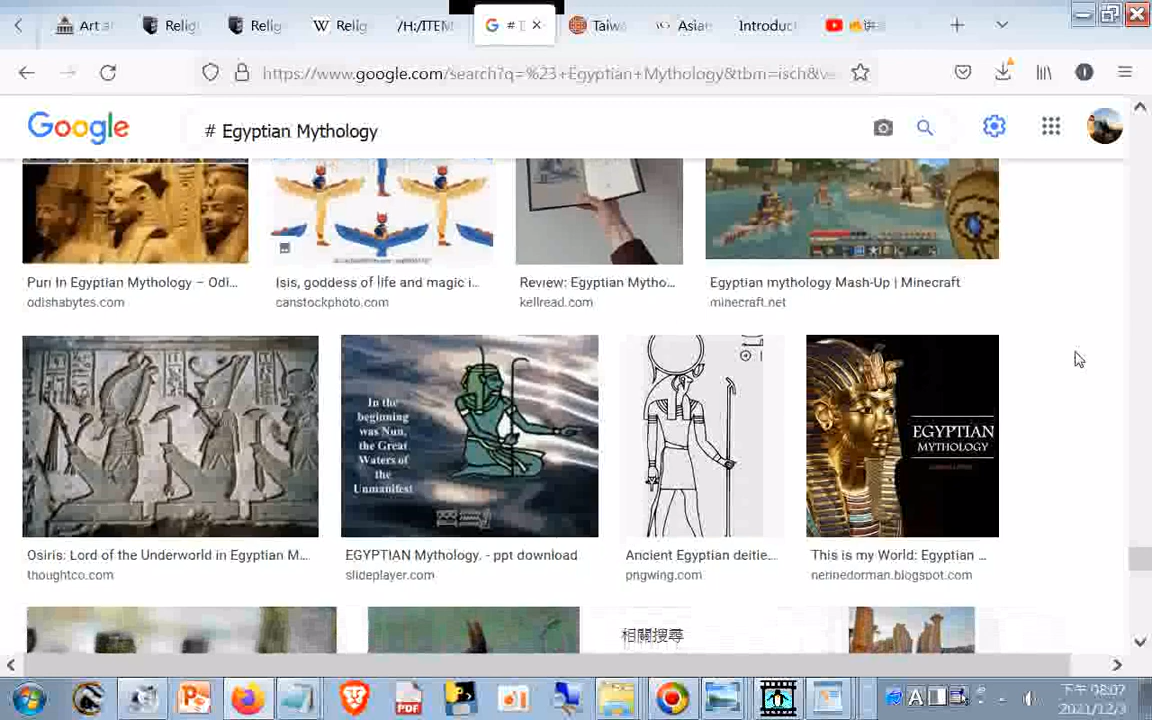 Art a
Relig
Relig
W Relig
/H:/ITEM
G # I
Taiw
Asian
Introduc
https://www.google.com/search?q=%23+Egyptian+Mythology&tbm=isch&v
Google
# Egyptian Mythology
Puri In Egyptian Mythology – Odi...
odishabytes.com
Isis, goddess of life and magic i...
canstockphoto.com
Review: Egyptian Mytho...
kellread.com
Egyptian mythology Mash-Up | Minecraft
minecraft.net
In the
beginning
was Nun,
the Great
Waters of
the
Unmanifest
EGYPTIAN
MYTHOLOGY
Osiris: Lord of the Underworld in Egyptian M...
thoughtco.com
EGYPTIAN Mythology. - ppt download
slideplayer.com
Ancient Egyptian deitie...
pngwing.com
This is my World: Egyptian ...
nerinedorman.blogspot.com
相關搜尋
PDF
A
下午 08:07
2021/12/3